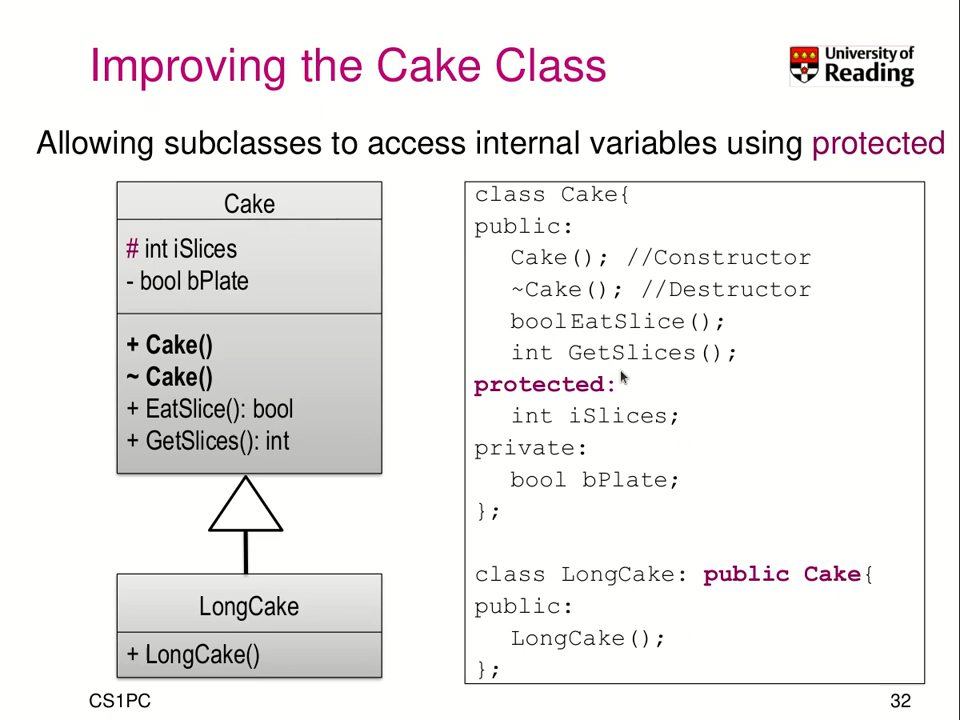 Improving the Cake Class
University of
Reading
Allowing subclasses to access internal variables using protected
Cake
# int iSlices
- bool bPlate
+ Cake()
~ Cake()
+ EatSlice(): bool
+ GetSlices(): int
LongCake
+ LongCake()
class Cake{
public:
Cake(); //Constructor
~Cake(); //Destructor
bool EatSlice();
int GetSlices();
protected:
int iSlices;
private:
bool bPlate;
};
class LongCake: public Cake{
public:
LongCake();
};
CS1PC
32